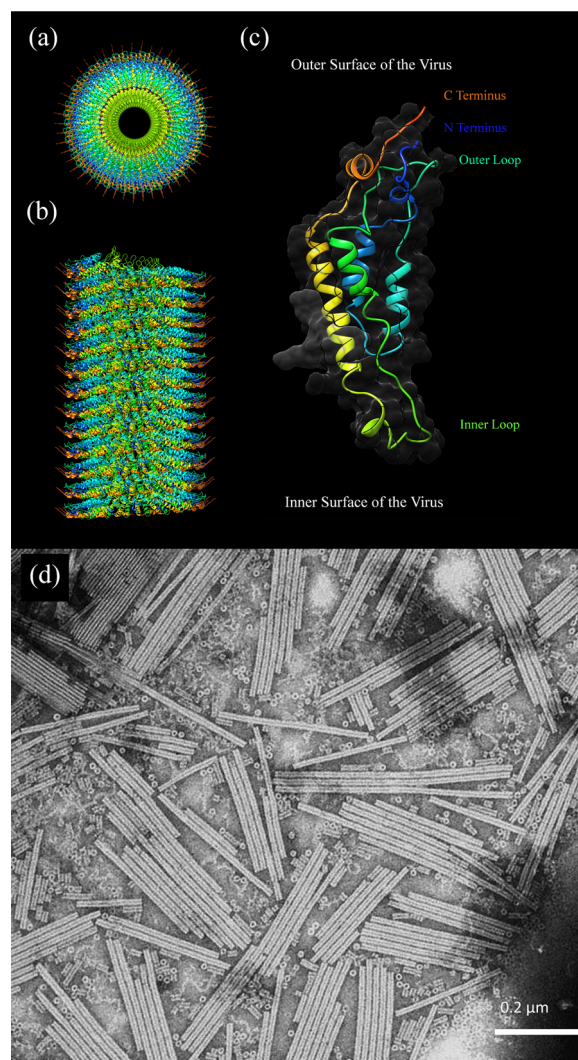 (a)
(c)
Outer Surface of the Virus
C Terminus
N Terminus
Outer Loop
(b)
Inner Loop
Inner Surface of the Virus
(d)
0.2 μm